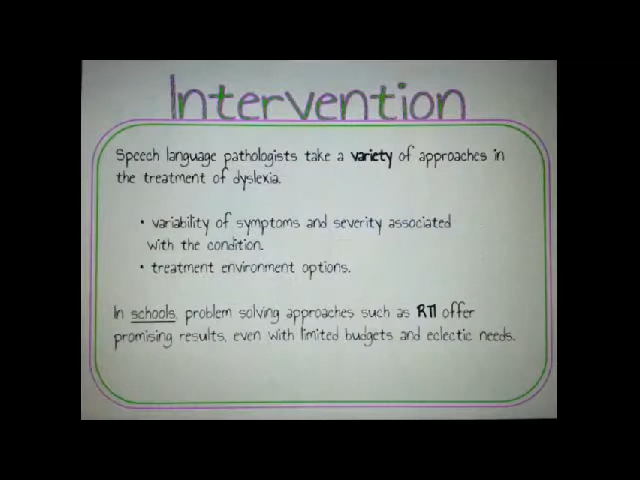 Intervention
Speech language pathologists take a variety of approaches in
the treatment of dyslexia.
• variability of symptoms and severity associated
with the condition.
• treatment environment options.
In schools, problem solving approaches such as RTI offer
promising results, even with limited budgets and eclectic needs.